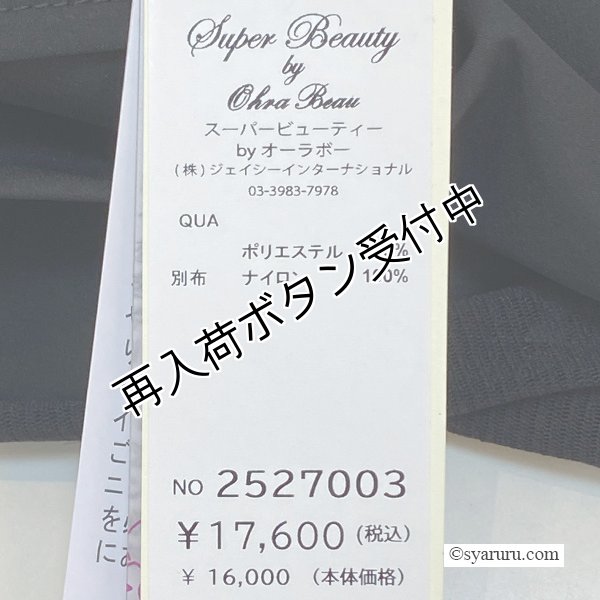 Super Beauty
by
Ohra Beau
スーパービューティー
by オーラボー
(株)ジェイシーインターナショナル
03-3983-7978
QUA
ポリエステル %
別布 ナイロン 100%
再入荷ボタン受付中
NO 2527003
¥17,600(税込)
¥ 16,000 (本体価格)
©syaruru.com